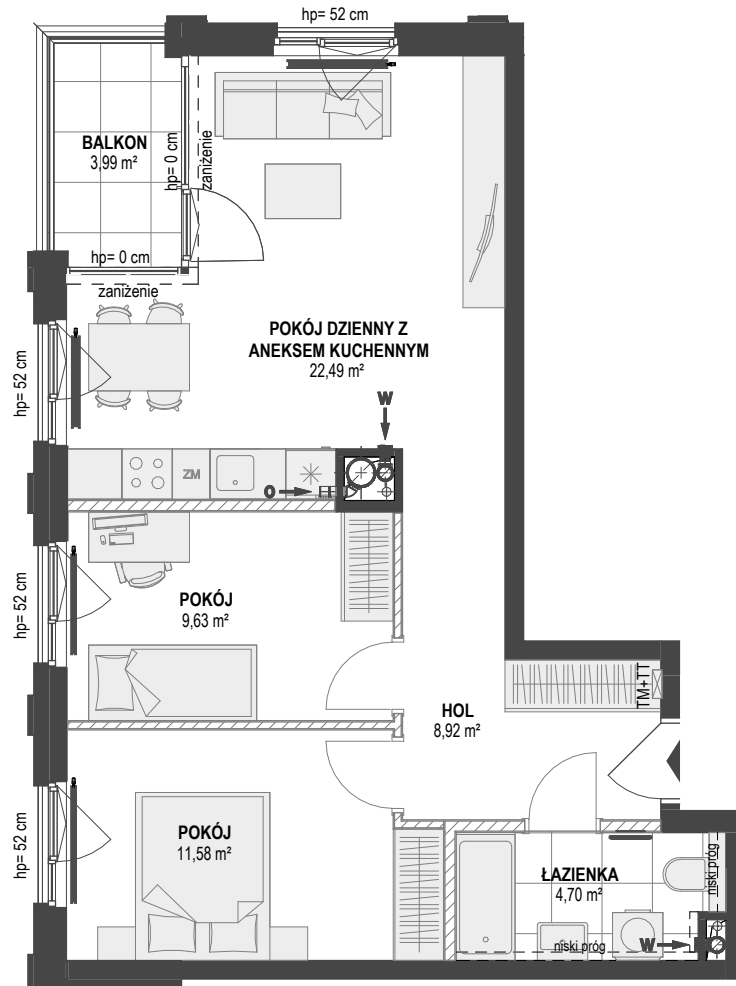 hp= 52 cm
BALKON
3,99 m²
hp= 0 cm
zaniżenie
hp= 0 cm
zaniżenie
POKÓJ DZIENNY Z
ANEKSEM KUCHENNYM
22,49 m²
hp= 52 cm
W
ZM
O
POKÓJ
9,63 m²
hp= 52 cm
TM+TT
HOL
8,92 m²
POKÓJ
11,58 m²
hp= 52 cm
ŁAZIENKA
4,70 m²
niski próg
niski próg
W